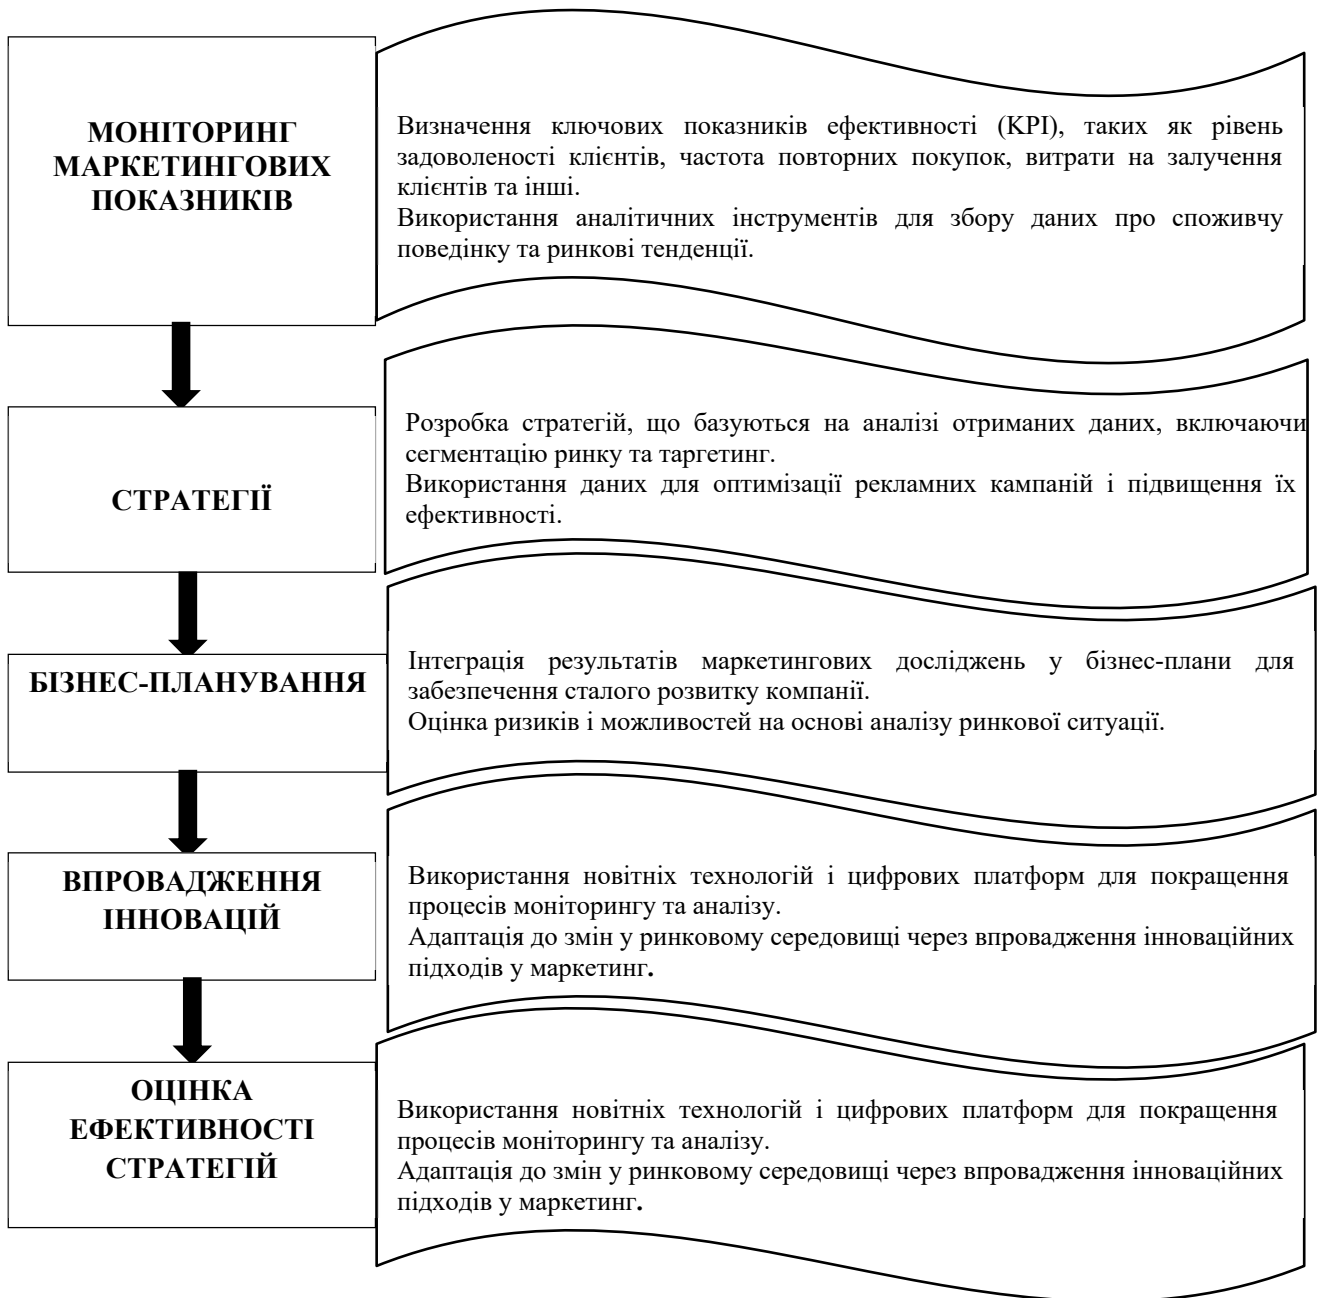 МОНІТОРИНГ
МАРКЕТИНГОВИХ
ПОКАЗНИКІВ
Визначення ключових показників ефективності (KPI), таких як рівень
задоволеності клієнтів, частота повторних покупок, витрати на залучення
клієнтів та інші.
Використання аналітичних інструментів для збору даних про споживчу
поведінку та ринкові тенденції.
СТРАТЕГІЇ
Розробка стратегій, що базуються на аналізі отриманих даних, включаючи
сегментацію ринку та таргетинг.
Використання даних для оптимізації рекламних кампаній і підвищення їх
ефективності.
БІЗНЕС-ПЛАНУВАННЯ
Інтеграція результатів маркетингових досліджень у бізнес-плани для
забезпечення сталого розвитку компанії.
Оцінка ризиків і можливостей на основі аналізу ринкової ситуації.
ВПРОВАДЖЕННЯ
ІННОВАЦІЙ
Використання новітніх технологій і цифрових платформ для покращення
процесів моніторингу та аналізу.
Адаптація до змін у ринковому середовищі через впровадження інноваційних
підходів у маркетинг.
ОЦІНКА
ЕФЕКТИВНОСТІ
СТРАТЕГІЙ
Використання новітніх технологій і цифрових платформ для покращення
процесів моніторингу та аналізу.
Адаптація до змін у ринковому середовищі через впровадження інноваційних
підходів у маркетинг.